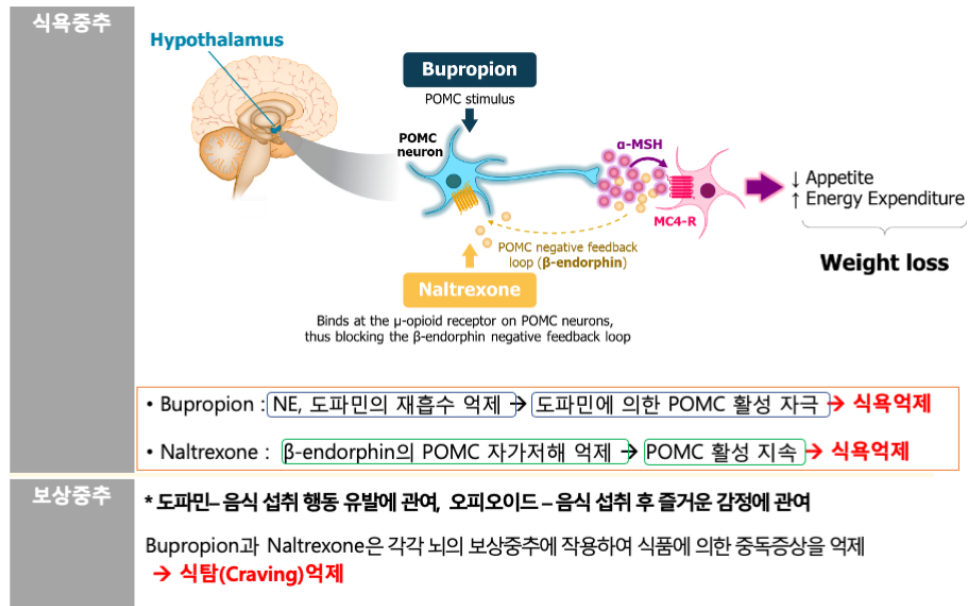 식욕중추
Hypothalamus
Bupropion
POMC stimulus
POMC
neuron
α-MSH
MC4-R
↓ Appetite
↑ Energy Expenditure
Weight loss
POMC negative feedback
loop (β-endorphin)
Naltrexone
Binds at the μ-opioid receptor on POMC neurons,
thus blocking the β-endorphin negative feedback loop
• Bupropion : NE, 도파민의 재흡수 억제 → 도파민에 의한 POMC 활성 자극 → 식욕억제
• Naltrexone : β-endorphin의 POMC 자가저해 억제 → POMC 활성 지속 → 식욕억제
보상중추
* 도파민– 음식 섭취 행동 유발에 관여, 오피오이드 – 음식 섭취 후 즐거운 감정에 관여
Bupropion과 Naltrexone은 각각 뇌의 보상중추에 작용하여 식품에 의한 중독증상을 억제
→ 식탐(Craving)억제